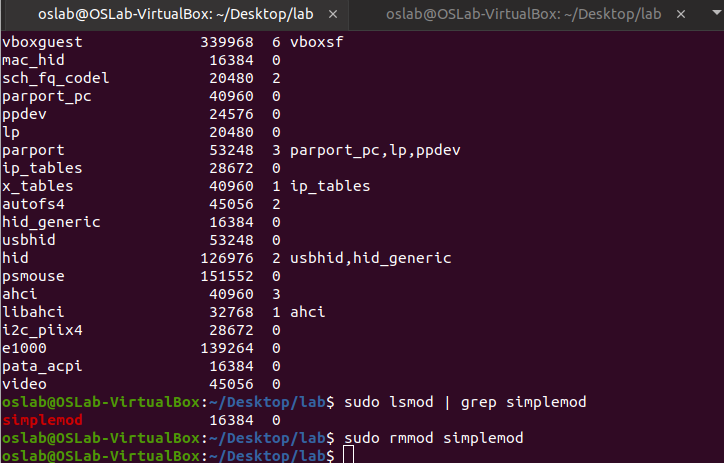 oslab@OSLab-VirtualBox: ~/Desktop/lab × oslab@OSLab-VirtualBox: ~/Desktop/lab ×
vboxguest 339968 6 vboxsf
mac_hid 16384 0
sch_fq_codel 20480 2
parport_pc 40960 0
ppdev 24576 0
lp 20480 0
parport 53248 3 parport_pc,lp,ppdev
ip_tables 28672 0
x_tables 40960 1 ip_tables
autofs4 45056 2
hid_generic 16384 0
usbhid 53248 0
hid 126976 2 usbhid,hid_generic
psmouse 151552 0
ahci 40960 3
libahci 32768 1 ahci
i2c_piix4 28672 0
e1000 139264 0
pata_acpi 16384 0
video 45056 0
oslab@OSLab-VirtualBox:~/Desktop/lab$ sudo lsmod | grep simplemod
simplemod 16384 0
oslab@OSLab-VirtualBox:~/Desktop/lab$ sudo rmmod simplemod
oslab@OSLab-VirtualBox:~/Desktop/lab$